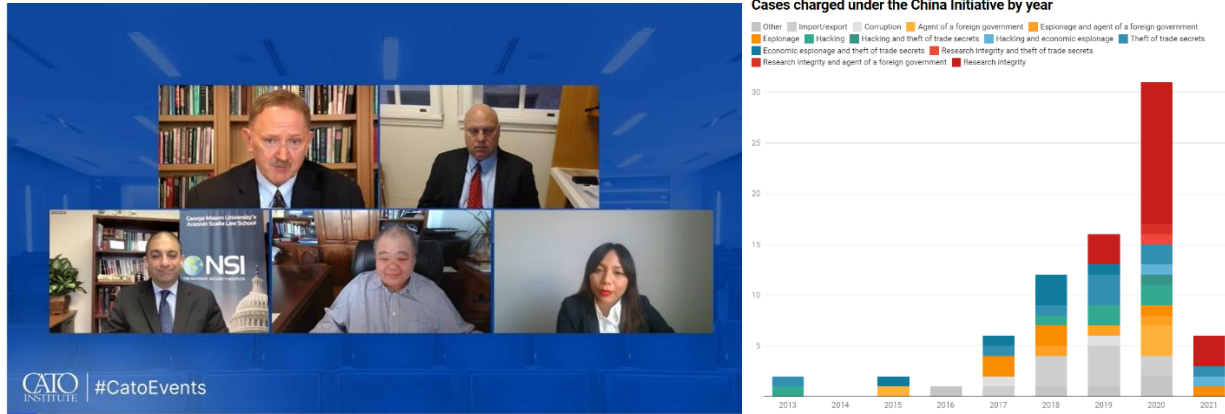 George Mason University's
Antonin Scalia Law School
NSI
THE NATIONAL SECURITY INSTITUTE
CATO
INSTITUTE
#CatoEvents
Cases charged under the China Initiative by year
Other Import/export Corruption Agent of a foreign government Espionage and agent of a foreign government
Espionage Hacking Hacking and theft of trade secrets Hacking and economic espionage Theft of trade secrets
Economic espionage and theft of trade secrets Research integrity and theft of trade secrets
Research integrity and agent of a foreign government Research integrity
30
25
20
15
10
5
2013 2014 2015 2016 2017 2018 2019 2020 2021